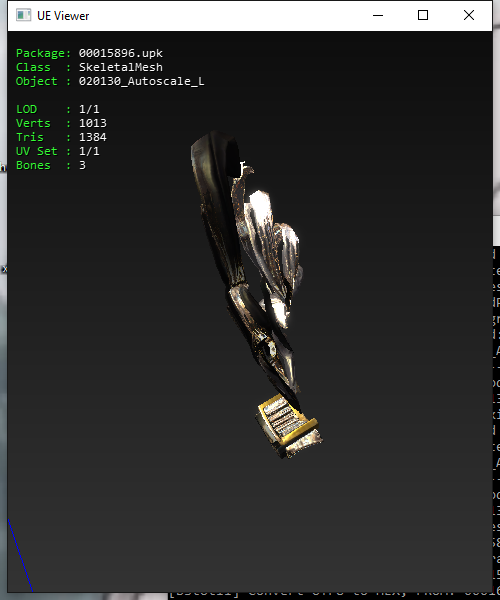 UE Viewer
Package: 00015896.upk
Class : SkeletalMesh
Object : 020130_Autoscale_L
LOD : 1/1
Verts : 1013
Tris : 1384
UV Set : 1/1
Bones : 3